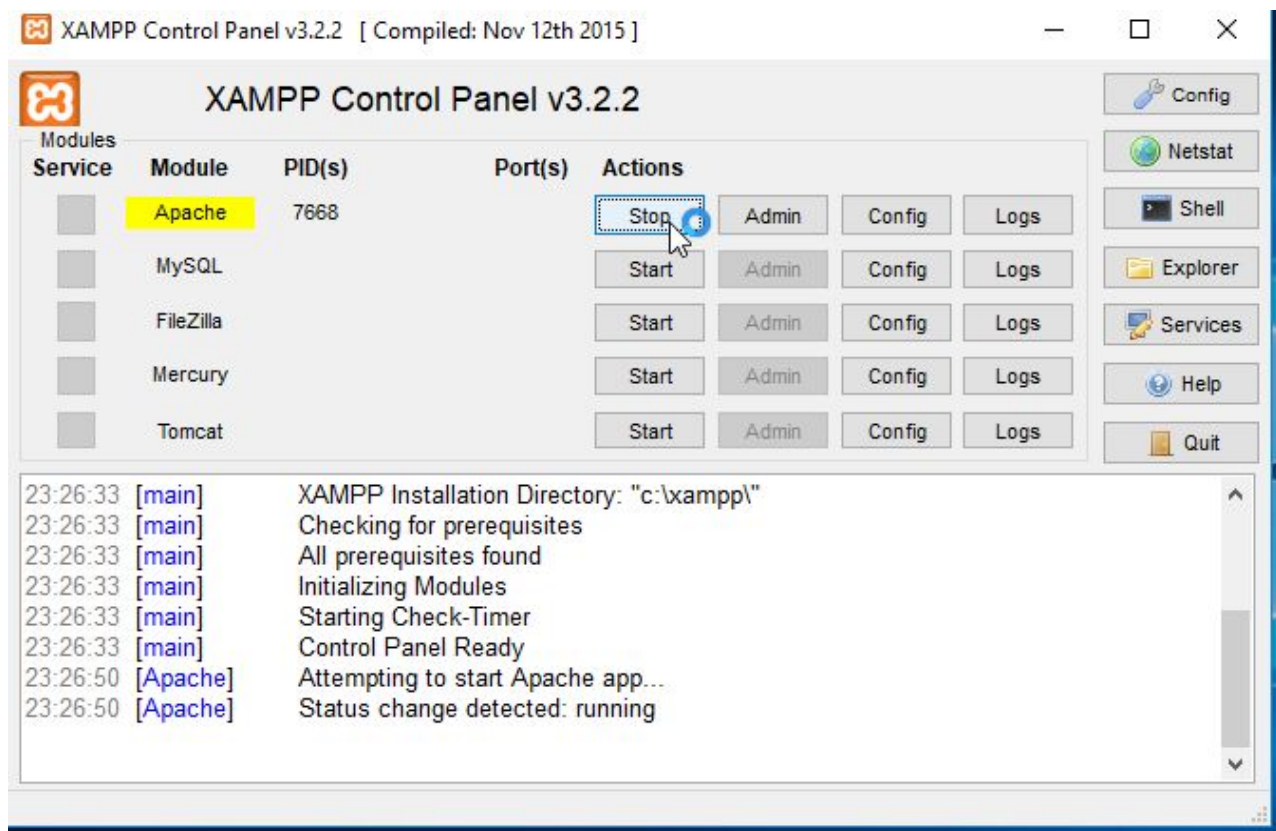 XAMPP Control Panel v3.2.2 [ Compiled: Nov 12th 2015 ]
XAMPP Control Panel v3.2.2
Config
Modules
Netstat
Service Module PID(s) Port(s) Actions
Apache 7668 Stop Admin Config Logs
Shell
MySQL Start Admin Config Logs
Explorer
FileZilla Start Admin Config Logs
Services
Mercury Start Admin Config Logs
Help
Tomcat Start Admin Config Logs
Quit
23:26:33 [main] XAMPP Installation Directory: "c:\xampp\"
23:26:33 [main] Checking for prerequisites
23:26:33 [main] All prerequisites found
23:26:33 [main] Initializing Modules
23:26:33 [main] Starting Check-Timer
23:26:33 [main] Control Panel Ready
23:26:50 [Apache] Attempting to start Apache app...
23:26:50 [Apache] Status change detected: running